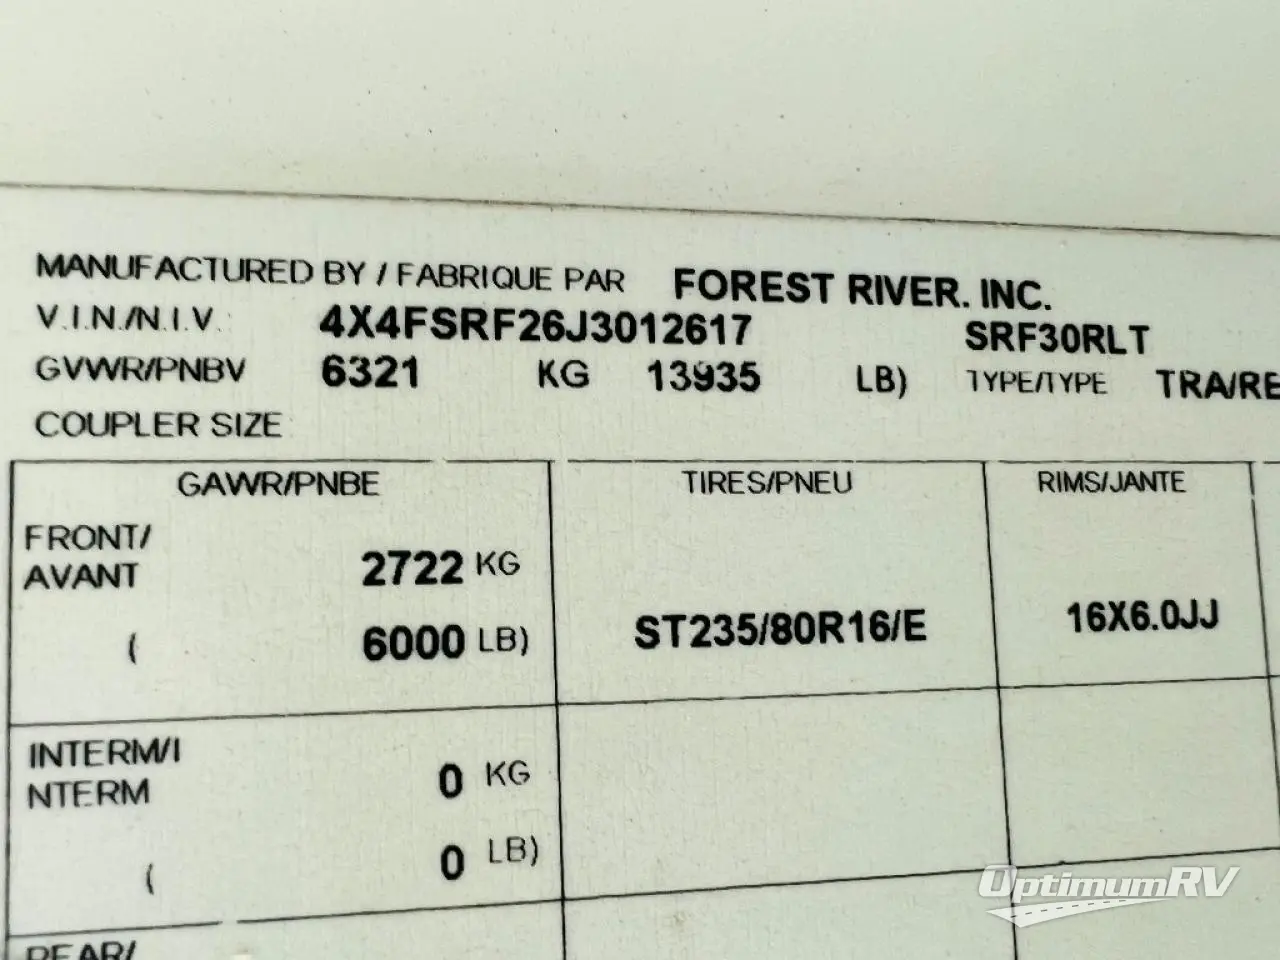 MANUFACTURED BY / FABRIQUE PAR FOREST RIVER. INC.
V.I.N./N.I.V. 4X4FSRF26J3012617 SRF30RLT
GVWR/PNBV 6321 KG 13935 LB) TYPE/TYPE TRA/RE
COUPLER SIZE
GAWR/PNBE TIRES/PNEU RIMS/JANTE
FRONT/
AVANT 2722 KG
( 6000 LB) ST235/80R16/E 16X6.0JJ
INTERM/I
NTERM 0 KG
( 0 LB)
REAR/
OptimumRV